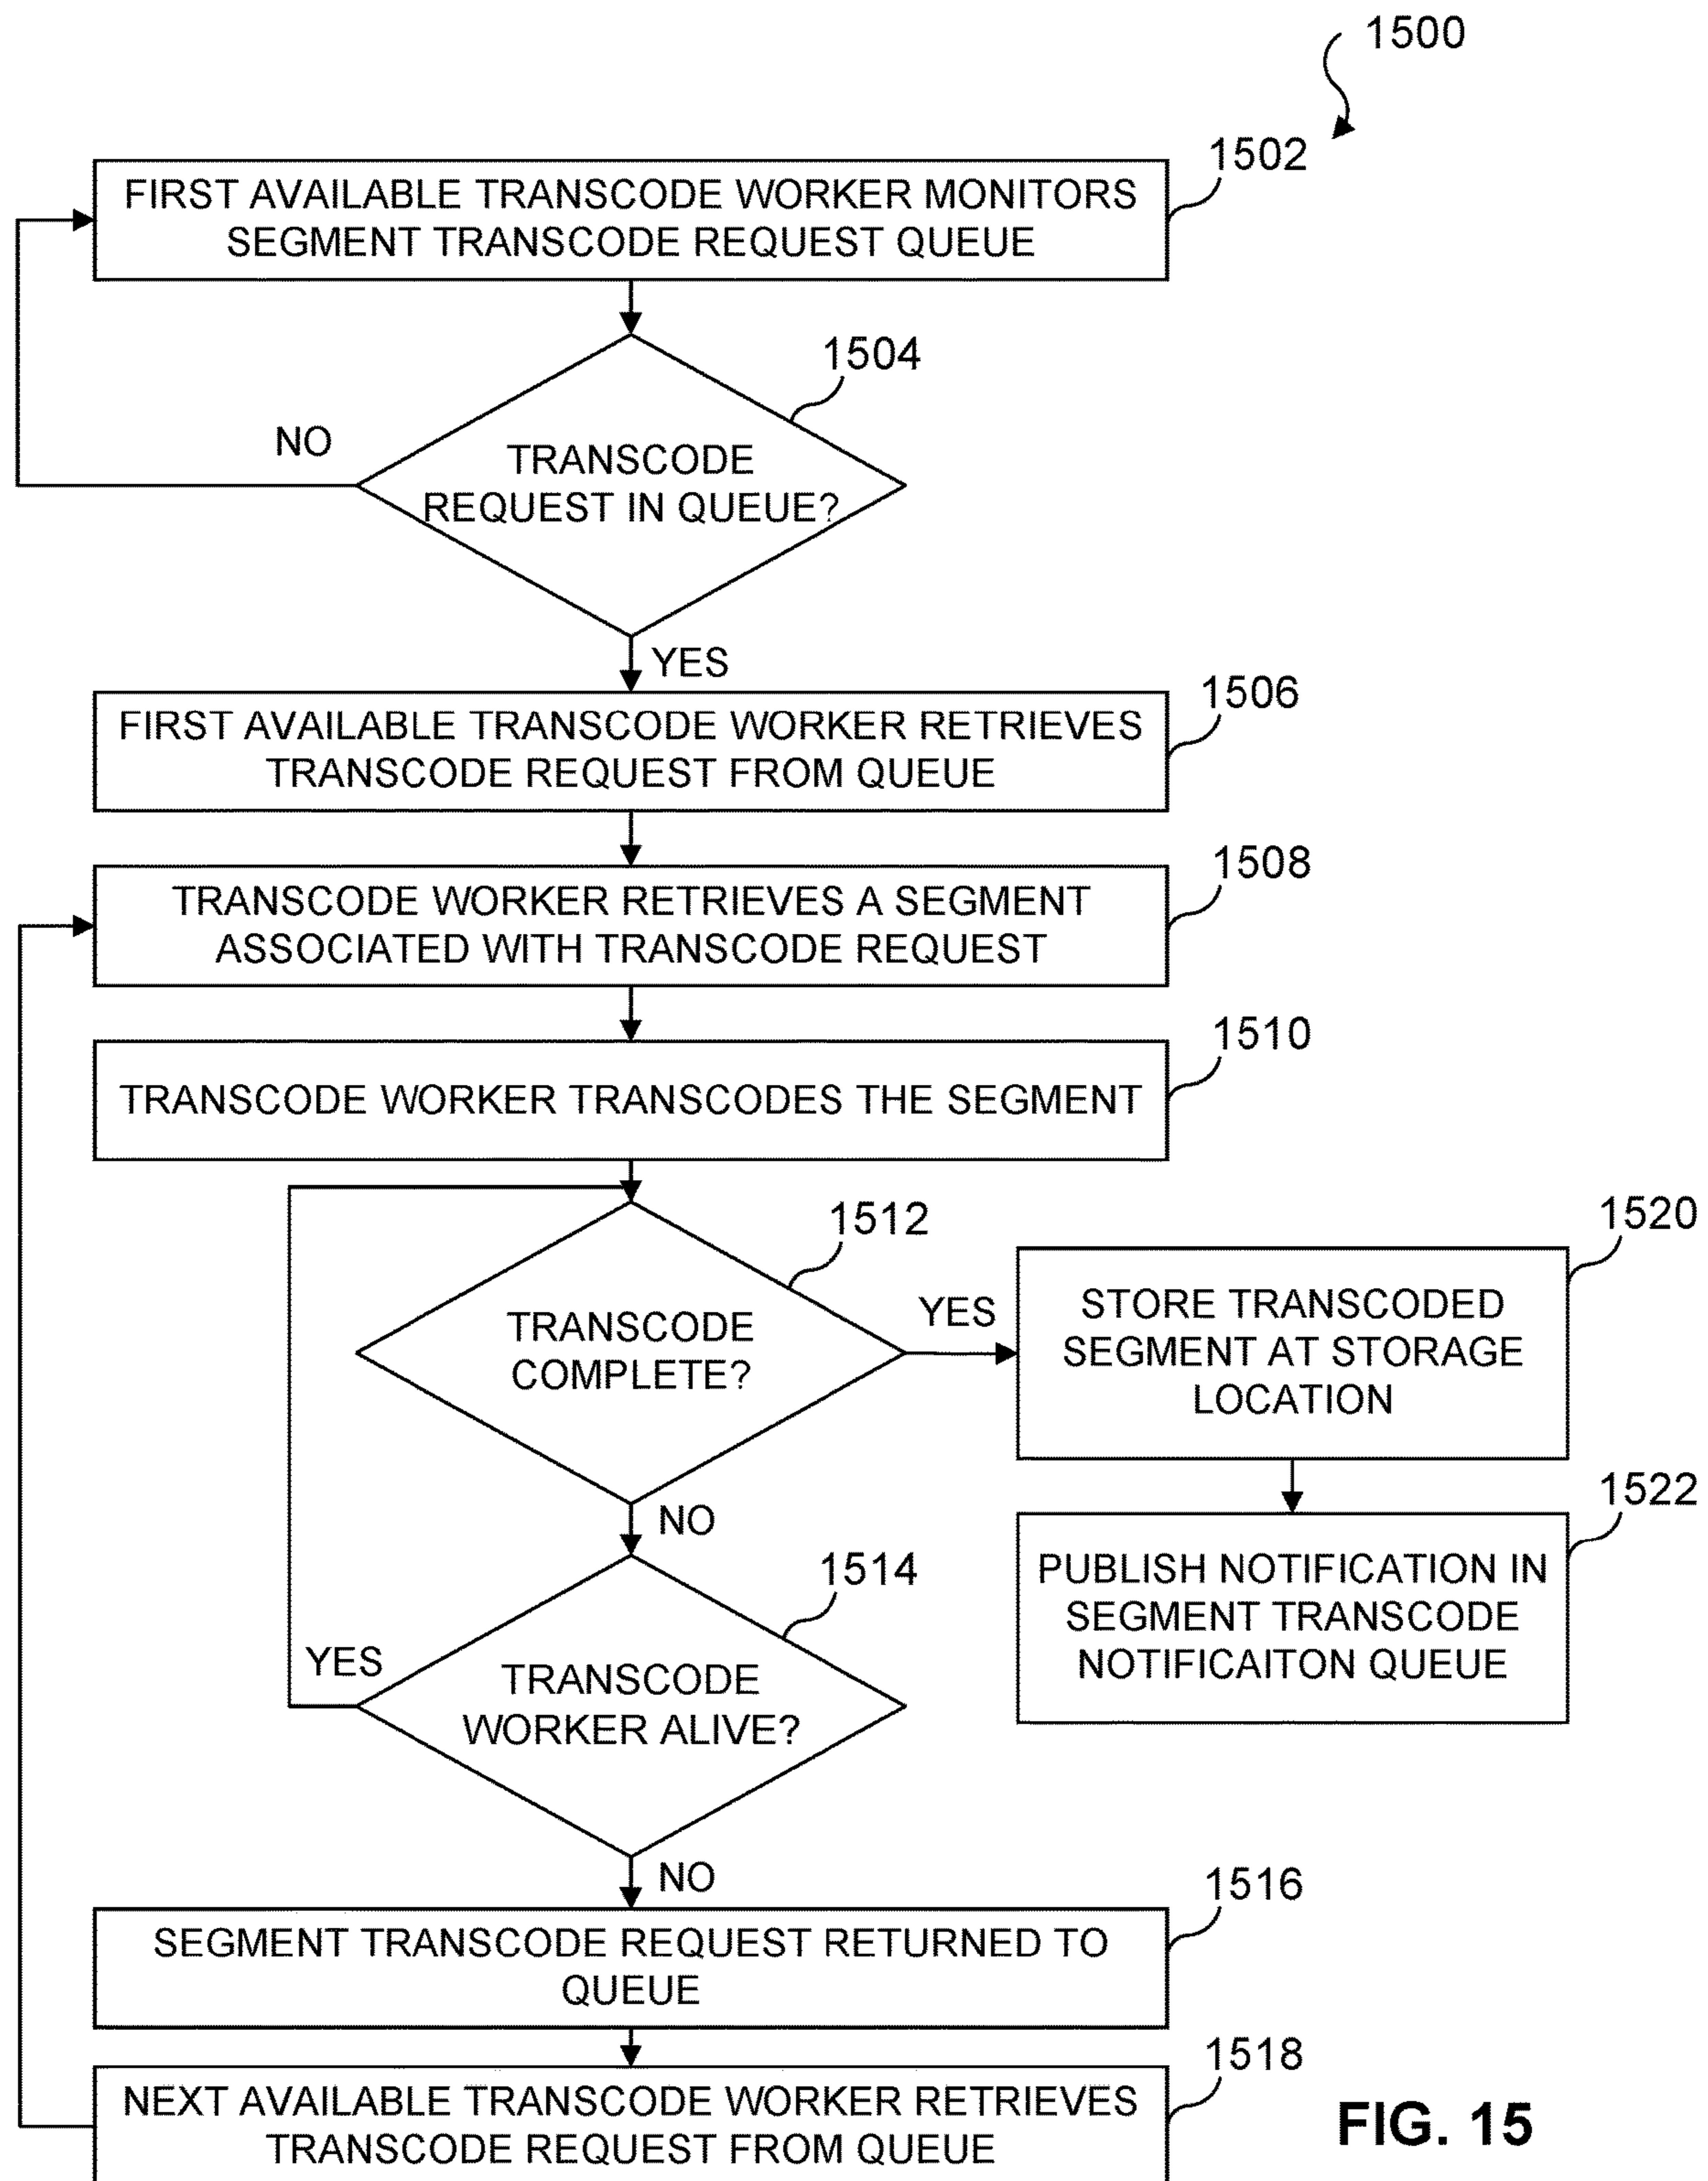 1500
1502
FIRST AVAILABLE TRANSCODE WORKER MONITORS
SEGMENT TRANSCODE REQUEST QUEUE
1504
NO
TRANSCODE
REQUEST IN QUEUE?
YES
1506
FIRST AVAILABLE TRANSCODE WORKER RETRIEVES
TRANSCODE REQUEST FROM QUEUE
1508
TRANSCODE WORKER RETRIEVES A SEGMENT
ASSOCIATED WITH TRANSCODE REQUEST
1510
TRANSCODE WORKER TRANSCODES THE SEGMENT
1512
TRANSCODE
COMPLETE?
YES
1520
STORE TRANSCODED
SEGMENT AT STORAGE
LOCATION
NO
1522
PUBLISH NOTIFICATION IN
SEGMENT TRANSCODE
NOTIFICAITON QUEUE
1514
YES
TRANSCODE
WORKER ALIVE?
NO
1516
SEGMENT TRANSCODE REQUEST RETURNED TO
QUEUE
1518
NEXT AVAILABLE TRANSCODE WORKER RETRIEVES
TRANSCODE REQUEST FROM QUEUE
FIG. 15